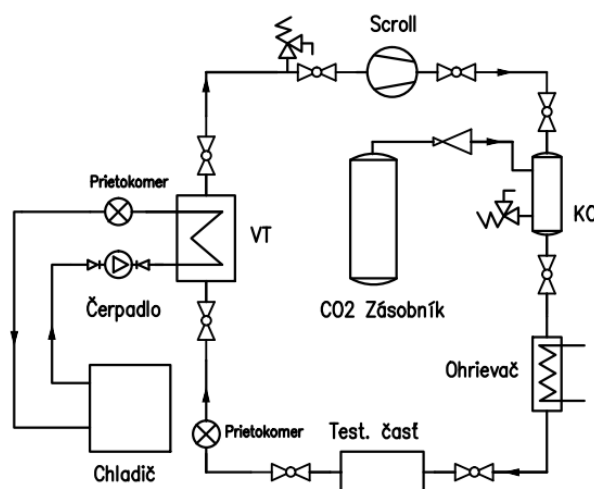 Scroll
Prietokomer
VT
KO
Čerpadlo
CO2 Zásobník
Ohrievač
Prietokomer
Test. časť
Chladič